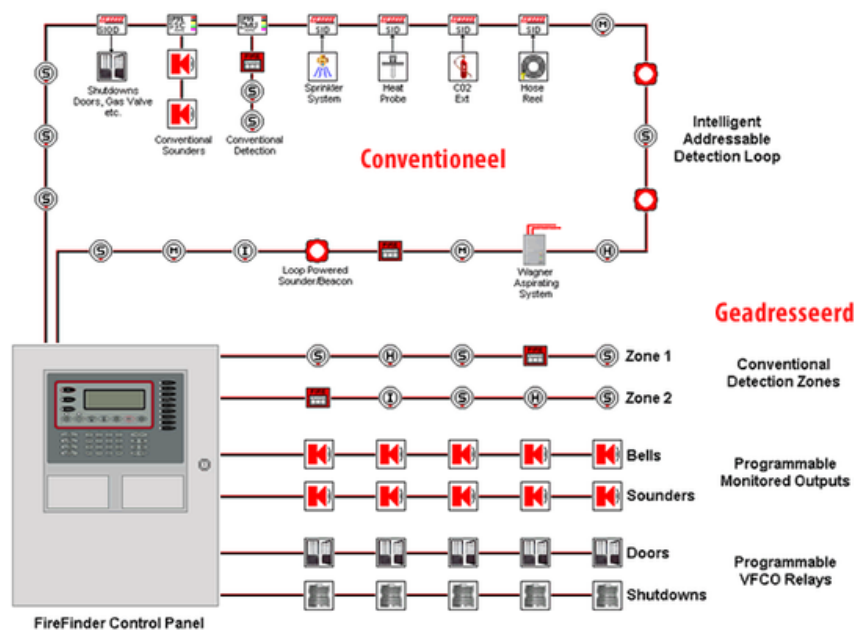 SIOD
SID
SID
SID
SID
M
S
Shutdowns
Doors, Gas Valve
etc.
Sprinkler
System
Heat
Probe
CO2
Ext
Hose
Reel
S
S
Conventional
Sounders
Conventional
Detection
S
S
Intelligent
Addressable
Detection Loop
S
Conventioneel
S
M
I
Loop Powered
Sounder/Beacon
M
Wagner
Aspirating
System
H
Geadresseerd
S
H
S
S
Zone 1
Conventional
Detection Zones
I
S
H
S
Zone 2
Bells
Programmable
Monitored Outputs
Sounders
Doors
Programmable
VFCO Relays
Shutdowns
FireFinder Control Panel